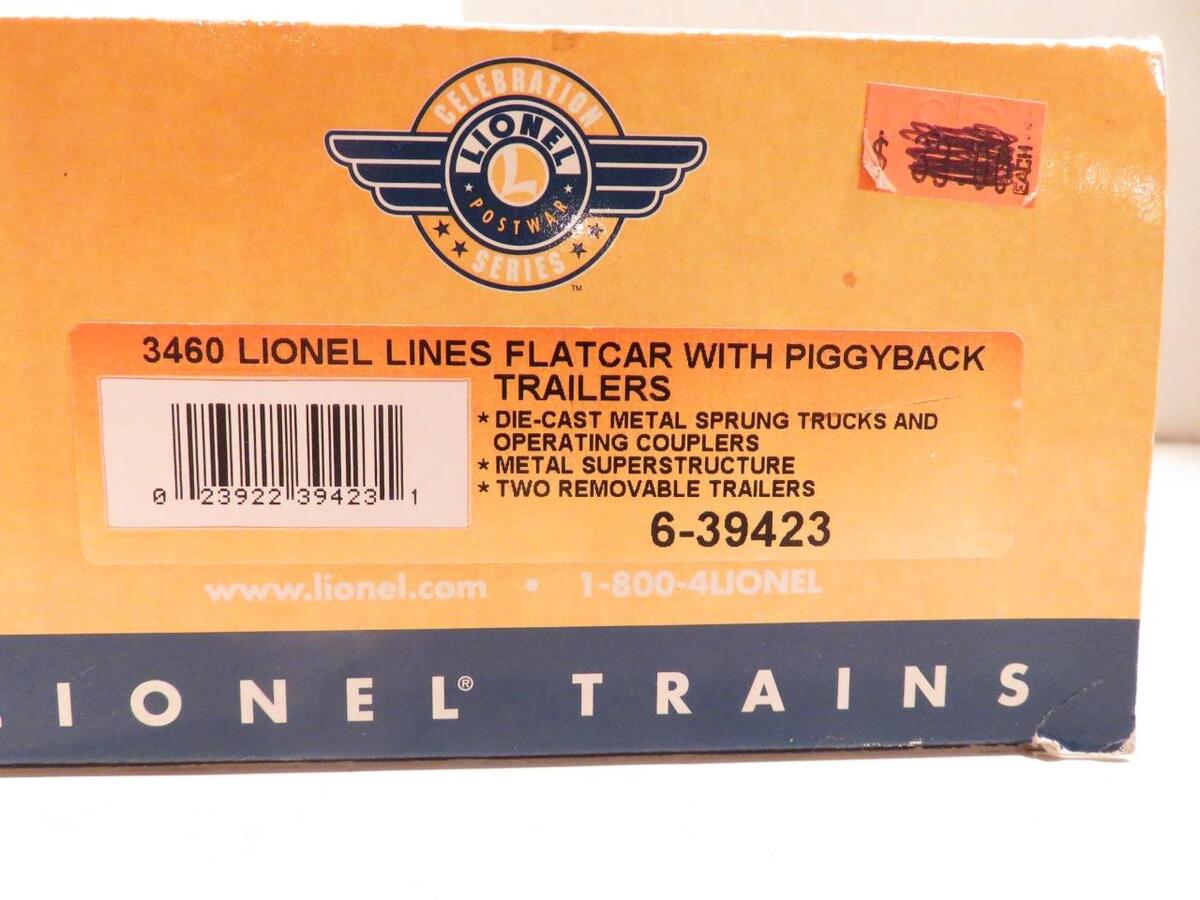 CELEBRATION
LIONEL
L
POSTWAR
SERIES
TM
$
EACH
3460 LIONEL LINES FLATCAR WITH PIGGYBACK
TRAILERS
* DIE-CAST METAL SPRUNG TRUCKS AND
OPERATING COUPLERS
* METAL SUPERSTRUCTURE
* TWO REMOVABLE TRAILERS
0 23922 39423 1
6-39423
www.lionel.com • 1-800-4LIONEL
IONEL® TRAINS